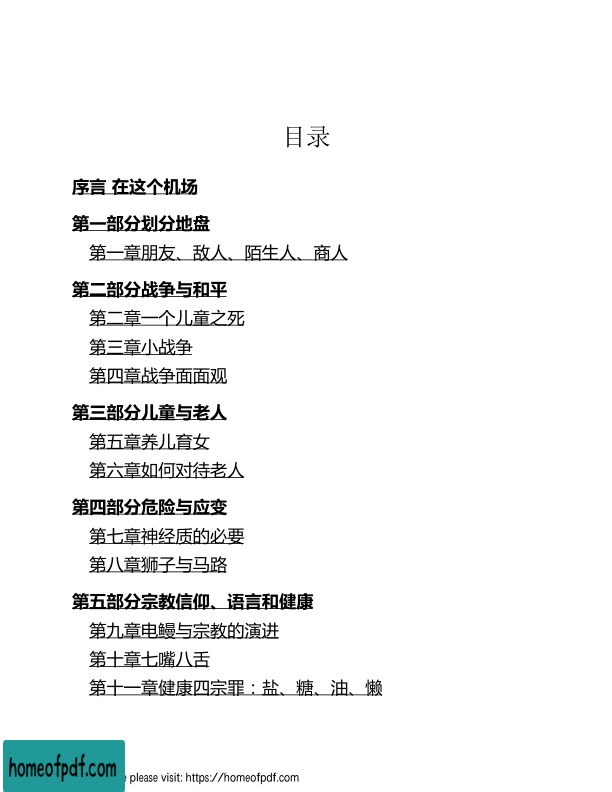 目录
序言 在这个机场
第一部分划分地盘
第一章朋友、敌人、陌生人、商人
第二部分战争与和平
第二章一个儿童之死
第三章小战争
第四章战争面面观
第三部分儿童与老人
第五章养儿育女
第六章如何对待老人
第四部分危险与应变
第七章神经质的必要
第八章狮子与马路
第五部分宗教信仰、语言和健康
第九章电鳗与宗教的演进
第十章七嘴八舌
第十一章健康四宗罪：盐、糖、油、懒
homeofpdf.com
e please visit: https://homeofpdf.com